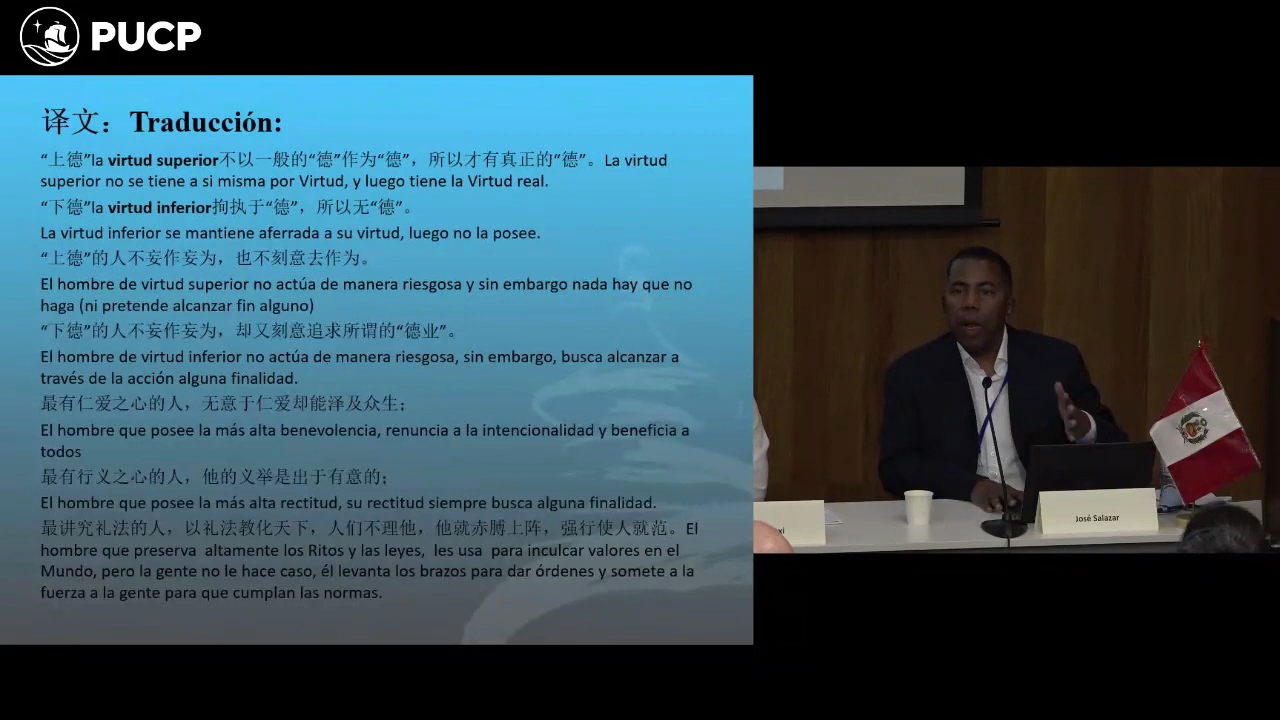 PUCP
译文：Traducción:
“上德”la virtud superior不以一般的“德”作为“德”，所以才有真正的“德”。La virtud
superior no se tiene a si misma por Virtud, y luego tiene la Virtud real.
“下德”la virtud inferior拘执于“德”，所以无“德”。
La virtud inferior se mantiene aferrada a su virtud, luego no la posee.
“上德”的人不妄作妄为，也不刻意去作为。
El hombre de virtud superior no actúa de manera riesgosa y sin embargo nada hay que no
haga (ni pretende alcanzar fin alguno)
“下德”的人不妄作妄为，却又刻意追求所谓的“德业”。
El hombre de virtud inferior no actúa de manera riesgosa, sin embargo, busca alcanzar a
través de la acción alguna finalidad.
最有仁爱之心的人，无意于仁爱却能泽及众生；
El hombre que posee la más alta benevolencia, renuncia a la intencionalidad y beneficia a
todos
最有行义之心的人，他的义举是出于有意的；
El hombre que posee la más alta rectitud, su rectitud siempre busca alguna finalidad.
最讲究礼法的人，以礼法教化天下，人们不理他，他就赤膊上阵，强行使人就范。El
hombre que preserva altamente los Ritos y las leyes, les usa para inculcar valores en el
Mundo, pero la gente no le hace caso, él levanta los brazos para dar órdenes y somete a la
fuerza a la gente para que cumplan las normas.
José Salazar